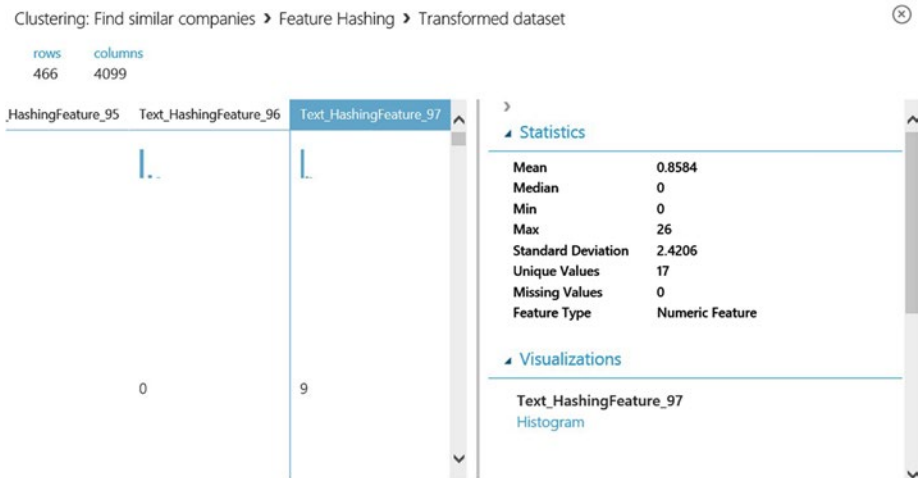 Clustering: Find similar companies › Feature Hashing › Transformed dataset
rows columns
466 4099
_HashingFeature_95 Text_HashingFeature_96 Text_HashingFeature_97
0 9
Statistics
Mean 0.8584
Median 0
Min 0
Max 26
Standard Deviation 2.4206
Unique Values 17
Missing Values 0
Feature Type Numeric Feature
Visualizations
Text_HashingFeature_97
Histogram